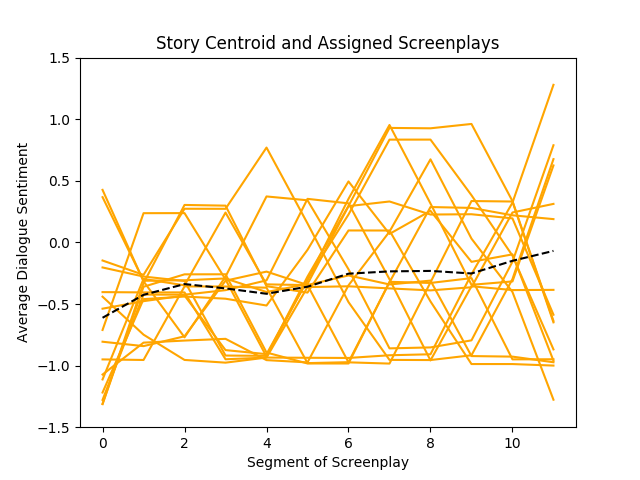 Story Centroid and Assigned Screenplays
1.5
1.0
0.5
0.0
−0.5
−1.0
−1.5
Average Dialogue Sentiment
0 2 4 6 8 10
Segment of Screenplay